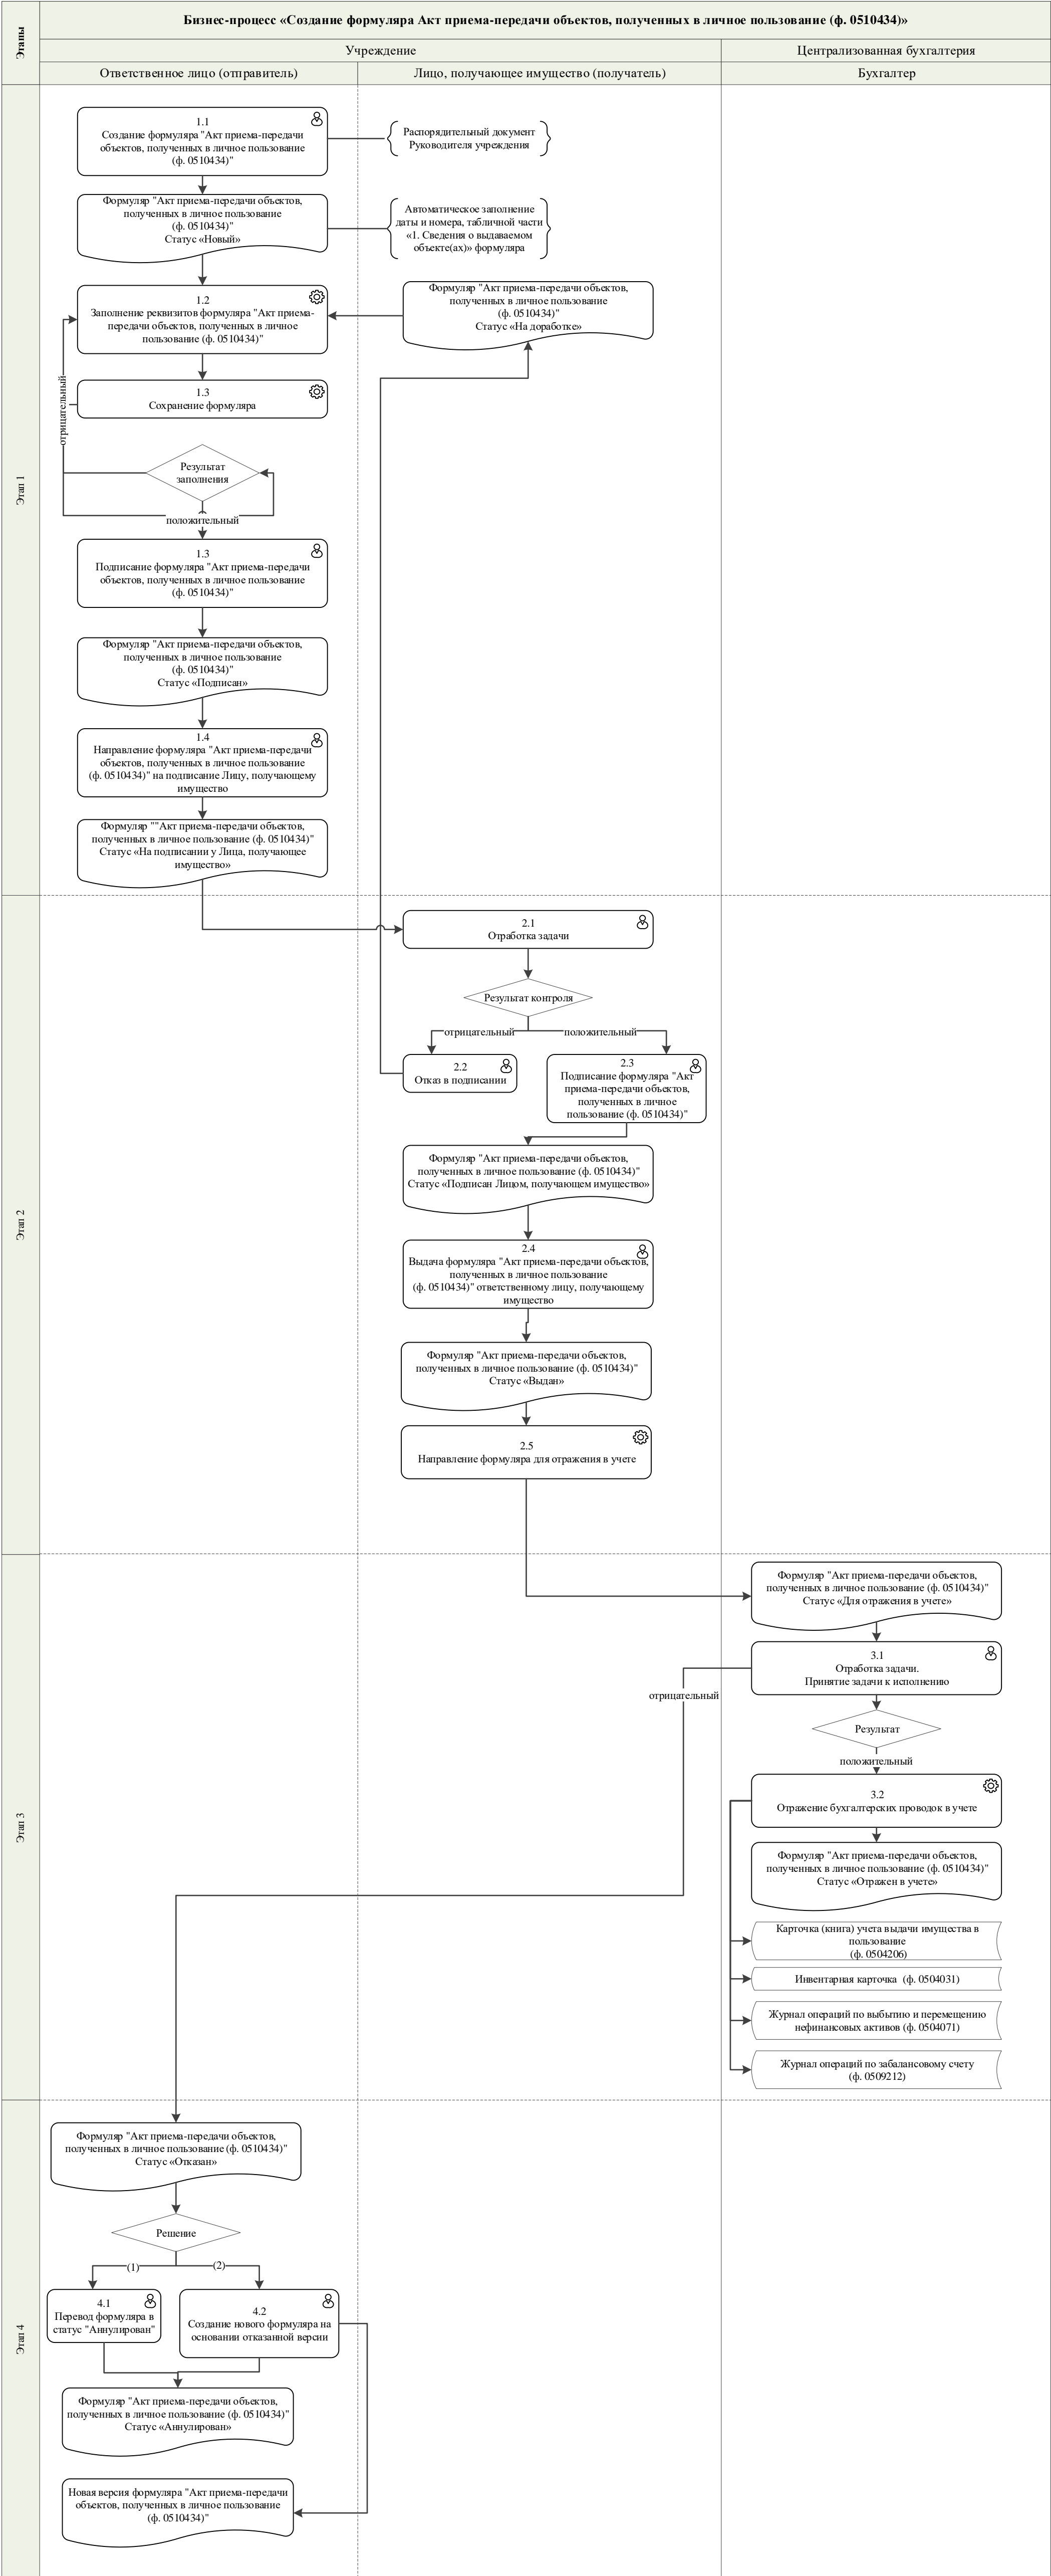 Этапы
Бизнес-процесс «Создание формуляра Акт приема-передачи объектов, полученных в личное пользование (ф. 0510434)»
Учреждение
Централизованная бухгалтерия
Ответственное лицо (отправитель)
Лицо, получающее имущество (получатель)
Бухгалтер
Этап 1
1.1
Создание формуляра "Акт приема-передачи
объектов, полученных в личное пользование
(ф. 0510434)"
Распорядительный документ
Руководителя учреждения
Формуляр "Акт приема-передачи объектов,
полученных в личное пользование
(ф. 0510434)"
Статус «Новый»
Автоматическое заполнение
даты и номера, табличной части
«1. Сведения о выдаваемом
объекте(ах)» формуляра
1.2
Заполнение реквизитов формуляра "Акт приема-
передачи объектов, полученных в личное
пользование (ф. 0510434)"
Формуляр "Акт приема-передачи объектов,
полученных в личное пользование
(ф. 0510434)"
Статус «На доработке»
1.3
Сохранение формуляра
отрицательный
Результат
заполнения
положительный
1.3
Подписание формуляра "Акт приема-передачи
объектов, полученных в личное пользование
(ф. 0510434)"
Формуляр "Акт приема-передачи объектов,
полученных в личное пользование
(ф. 0510434)"
Статус «Подписан»
1.4
Направление формуляра "Акт приема-передачи
объектов, полученных в личное пользование
(ф. 0510434)" на подписание Лицу, получающему
имущество
Формуляр ""Акт приема-передачи объектов,
полученных в личное пользование (ф. 0510434)"
Статус «На подписании у Лица, получающее
имущество»
Этап 2
2.1
Отработка задачи
Результат контроля
отрицательный
положительный
2.2
Отказ в подписании
2.3
Подписание формуляра "Акт
приема-передачи объектов,
полученных в личное
пользование (ф. 0510434)"
Формуляр "Акт приема-передачи объектов,
полученных в личное пользование (ф. 0510434)"
Статус «Подписан Лицом, получающем имущество»
2.4
Выдача формуляра "Акт приема-передачи объектов,
полученных в личное пользование
(ф. 0510434)" ответственному лицу, получающему
имущество
Формуляр "Акт приема-передачи объектов,
полученных в личное пользование (ф. 0510434)"
Статус «Выдан»
2.5
Направление формуляра для отражения в учете
Этап 3
Формуляр "Акт приема-передачи объектов,
полученных в личное пользование (ф. 0510434)"
Статус «Для отражения в учете»
3.1
Отработка задачи.
Принятие задачи к исполнению
отрицательный
Результат
положительный
3.2
Отражение бухгалтерских проводок в учете
Формуляр "Акт приема-передачи объектов,
полученных в личное пользование (ф. 0510434)"
Статус «Отражен в учете»
Карточка (книга) учета выдачи имущества в
пользование
(ф. 0504206)
Инвентарная карточка (ф. 0504031)
Журнал операций по выбытию и перемещению
нефинансовых активов (ф. 0504071)
Журнал операций по забалансовому счету
(ф. 0509212)
Этап 4
Формуляр "Акт приема-передачи объектов,
полученных в личное пользование (ф. 0510434)"
Статус «Отказан»
Решение
(1)
(2)
4.1
Перевод формуляра в
статус "Аннулирован"
4.2
Создание нового формуляра на
основании отказанной версии
Формуляр "Акт приема-передачи объектов,
полученных в личное пользование (ф. 0510434)"
Статус «Аннулирован»
Новая версия формуляра "Акт приема-передачи
объектов, полученных в личное пользование
(ф. 0510434)"